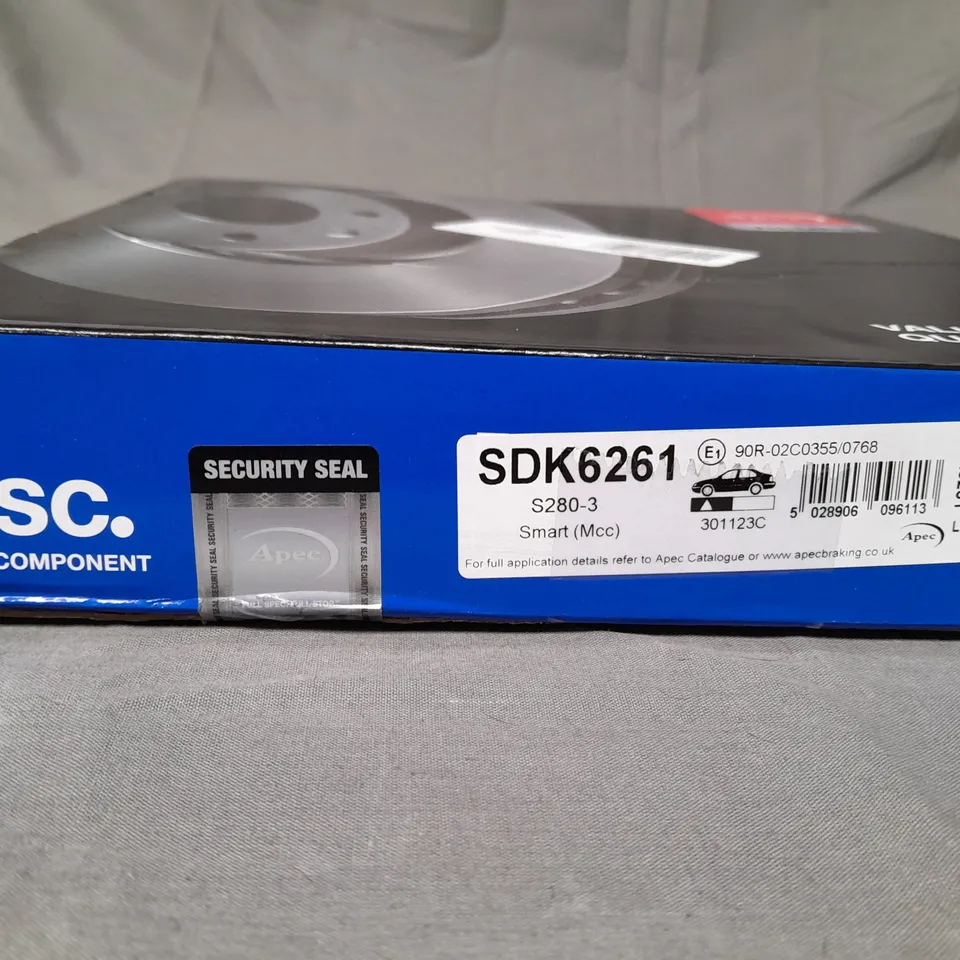 SC.
COMPONENT
SECURITY SEAL
Apec
SDK6261
S280-3
Smart (Mcc)
E1 90R-02C0355/0768
301123C
5 028906 096113
Apec
For full application details refer to Apec Catalogue or www.apecbraking.co.uk